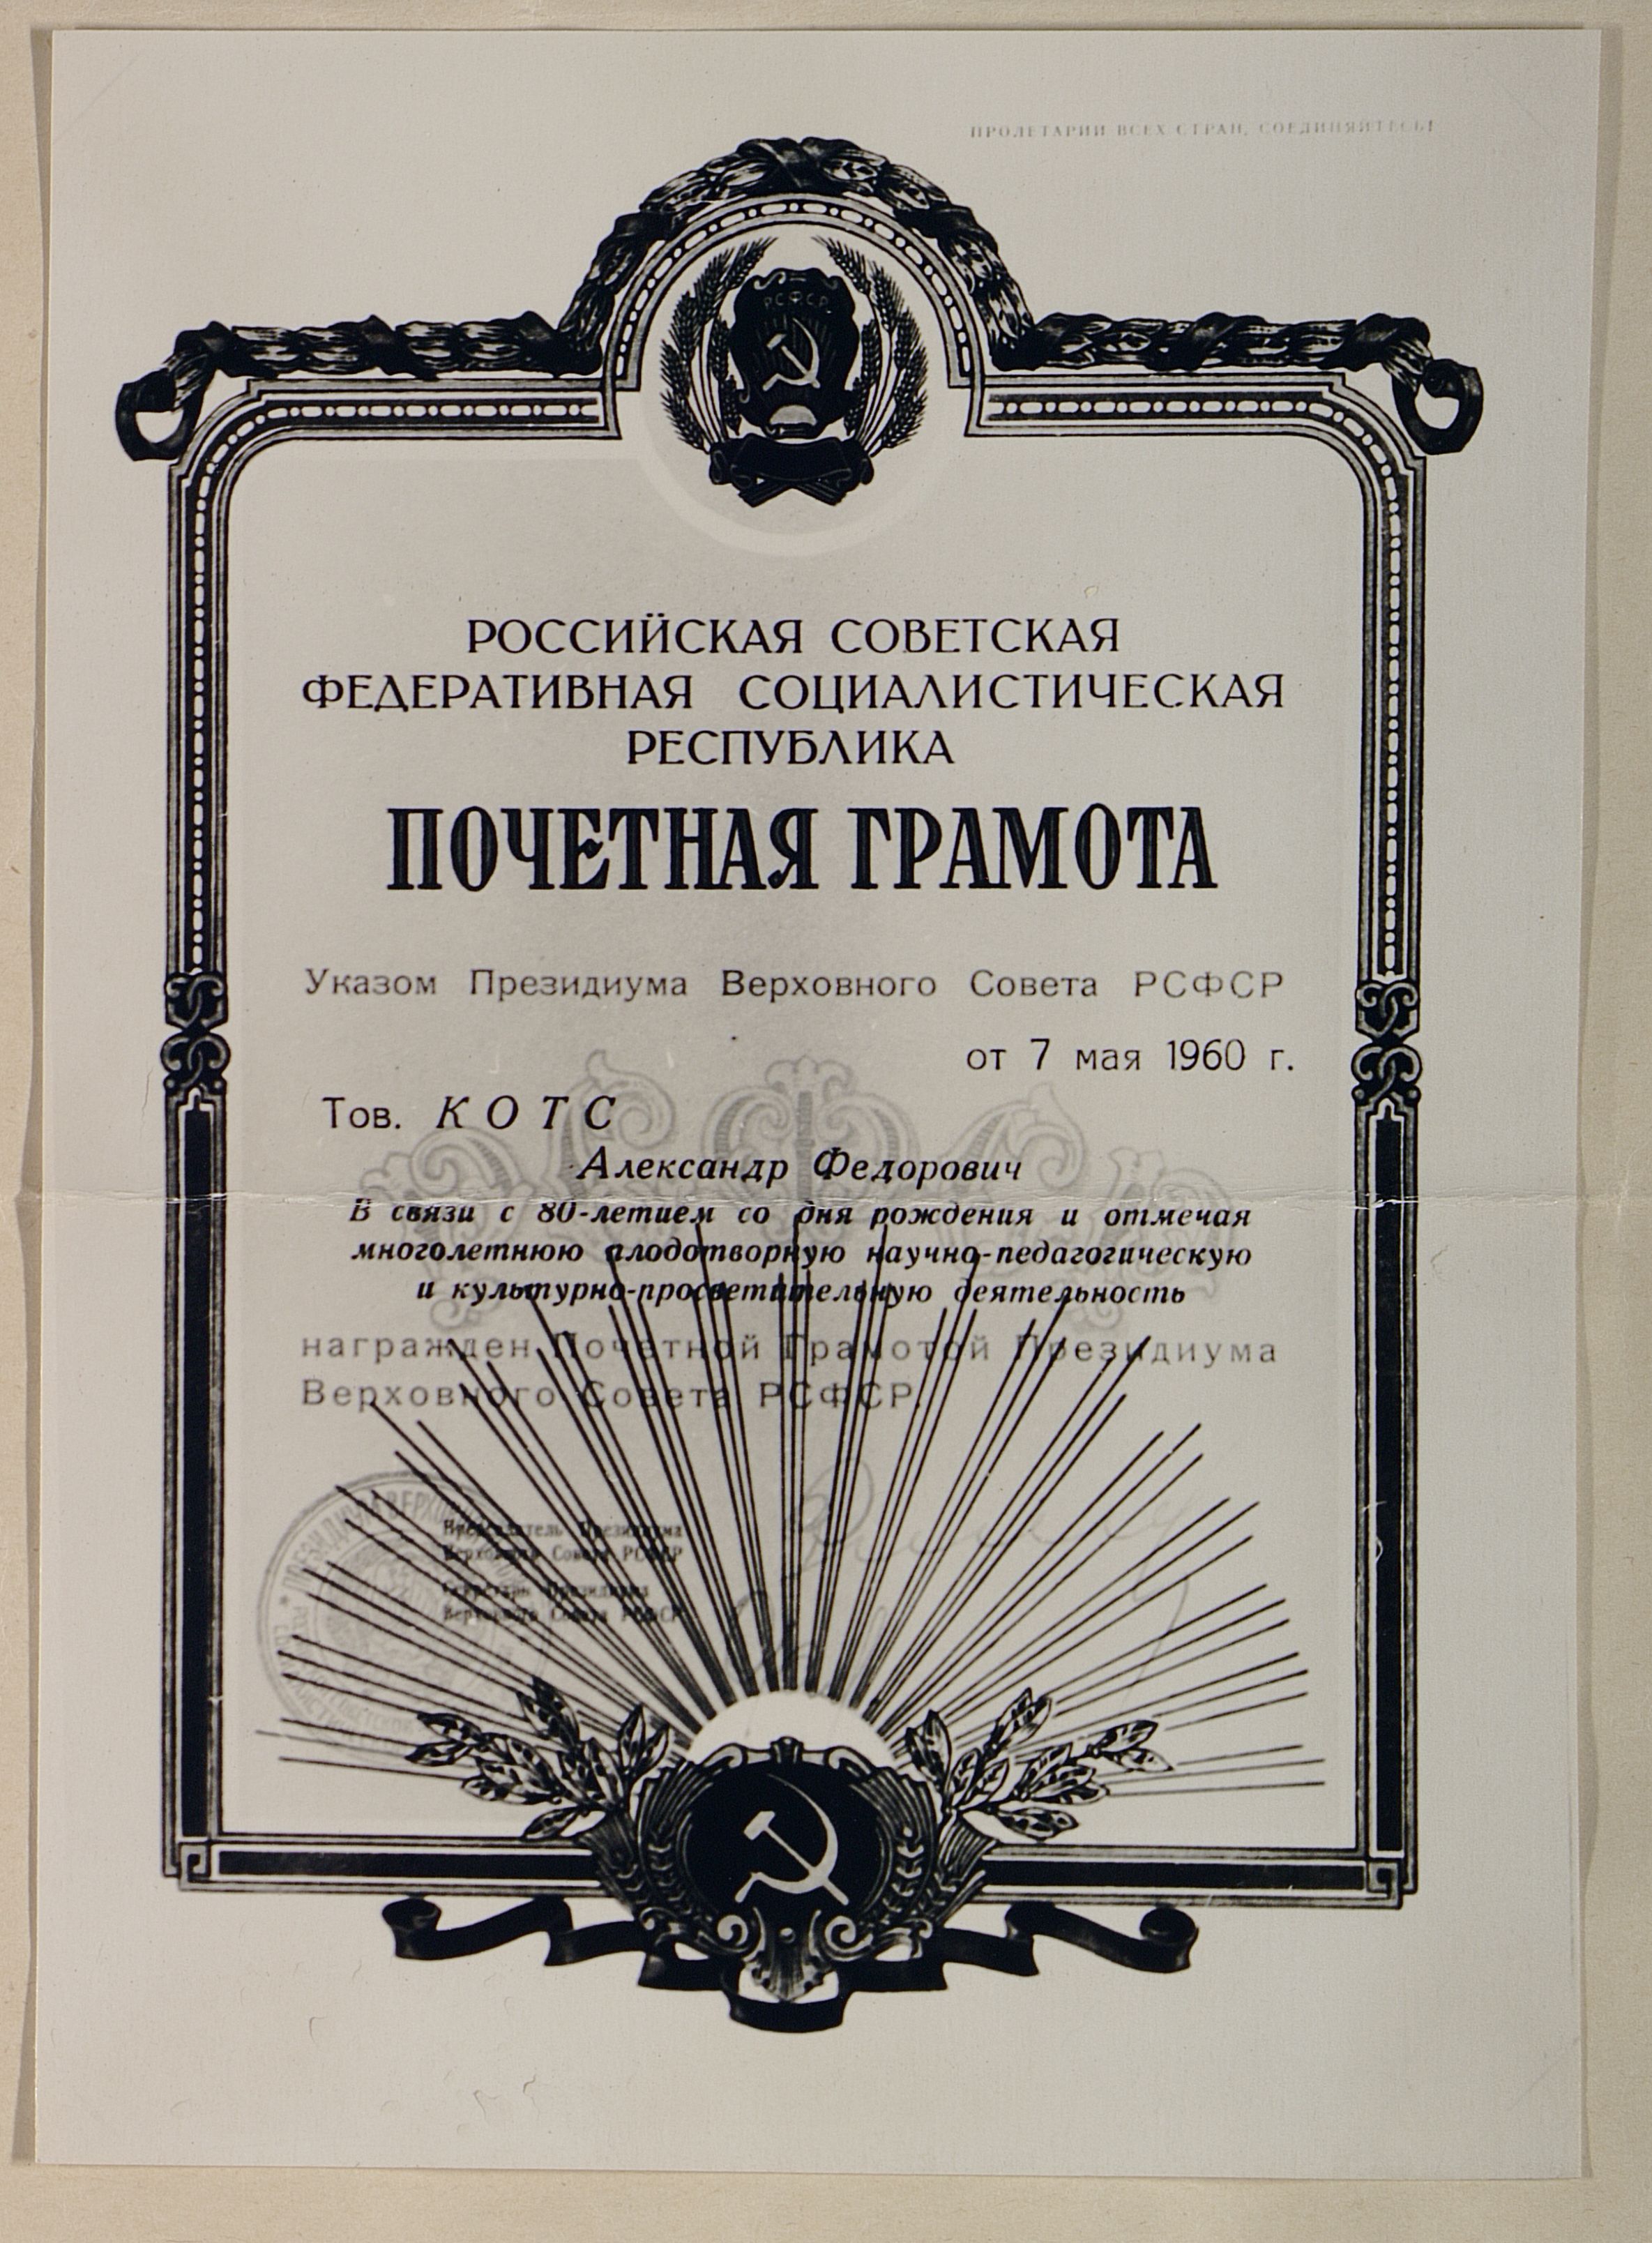 ПРОЛЕТАРИИ ВСЕХ СТРАН, СОЕДИНЯЙТЕСЬ!
РСФСР
РОССИЙСКАЯ СОВЕТСКАЯ
ФЕДЕРАТИВНАЯ СОЦИАЛИСТИЧЕСКАЯ
РЕСПУБЛИКА
ПОЧЕТНАЯ ГРАМОТА
Указом Президиума Верховного Совета РСФСР
от 7 мая 1960 г.
Тов. КОТС
Александр Федорович
В связи с 80-летием со дня рождения и отмечая
многолетнюю плодотворную научно-педагогическую
и культурно-просветительную деятельность
награжден Почетной Грамотой Президиума
Верховного Совета РСФСР.
Председатель Президиума
Верховного Совета РСФСР
Секретарь Президиума
Верховного Совета РСФСР